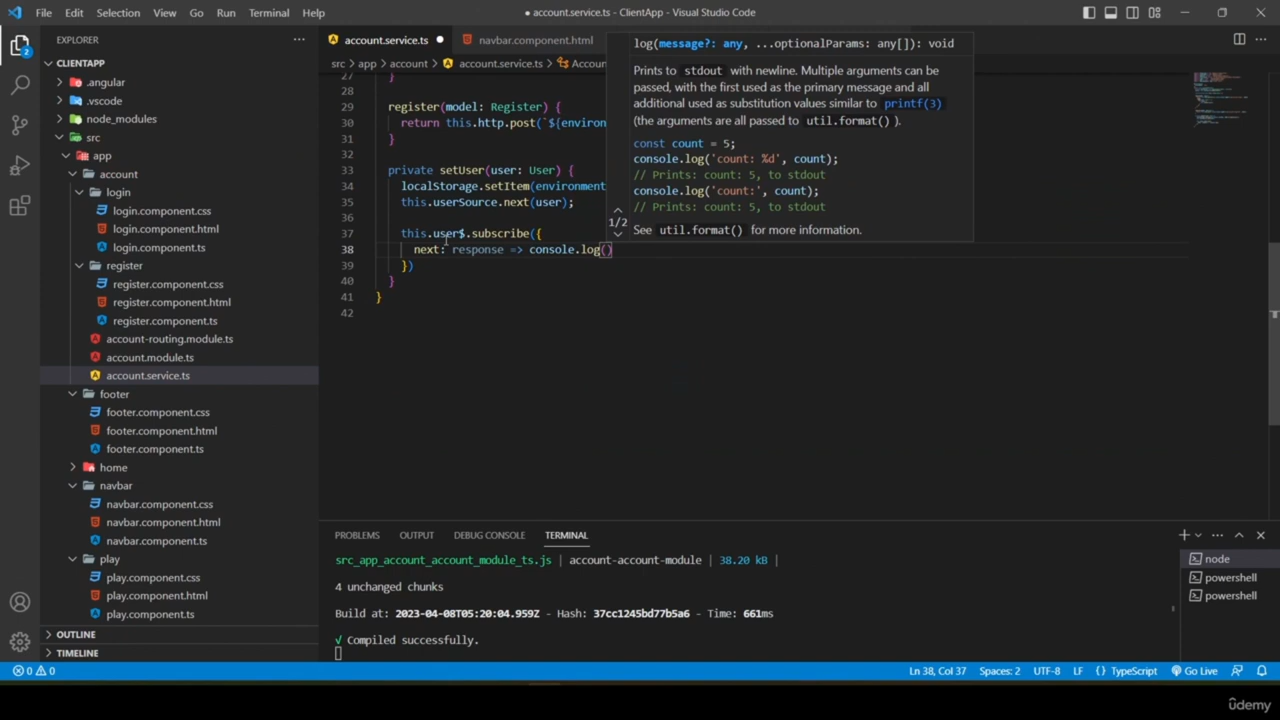 File Edit Selection View Go Run Terminal Help
● account.service.ts - ClientApp - Visual Studio Code
EXPLORER
CLIENTAPP
.angular
.vscode
node_modules
src
app
account
login
login.component.css
login.component.html
login.component.ts
register
register.component.css
register.component.html
register.component.ts
account-routing.module.ts
account.module.ts
account.service.ts
footer
footer.component.css
footer.component.html
footer.component.ts
home
navbar
navbar.component.css
navbar.component.html
navbar.component.ts
play
play.component.css
play.component.html
play.component.ts
OUTLINE
TIMELINE
2
account.service.ts ●
navbar.component.html
src > app > account > account.service.ts > Accoun
27 }
28
29 register(model: Register) {
30 return this.http.post(`${environ
31 }
32
33 private setUser(user: User) {
34 localStorage.setItem(environment
35 this.userSource.next(user);
36
37 this.user$.subscribe({
38 next: response => console.log()
39 })
40 }
41 }
42
1/2
log(message?: any, ...optionalParams: any[]): void
Prints to stdout with newline. Multiple arguments can be
passed, with the first used as the primary message and all
additional used as substitution values similar to printf(3)
(the arguments are all passed to util.format() ).
const count = 5;
console.log('count: %d', count);
// Prints: count: 5, to stdout
console.log('count:', count);
// Prints: count: 5, to stdout
See util.format() for more information.
PROBLEMS OUTPUT DEBUG CONSOLE TERMINAL
src_app_account_account_module_ts.js | account-account-module | 38.20 kB |
4 unchanged chunks
Build at: 2023-04-08T05:20:04.959Z - Hash: 37cc1245bd77b5a6 - Time: 661ms
√ Compiled successfully.
node
powershell
powershell
0 0
Ln 38, Col 37 Spaces: 2 UTF-8 LF {} TypeScript Go Live
ûdemy